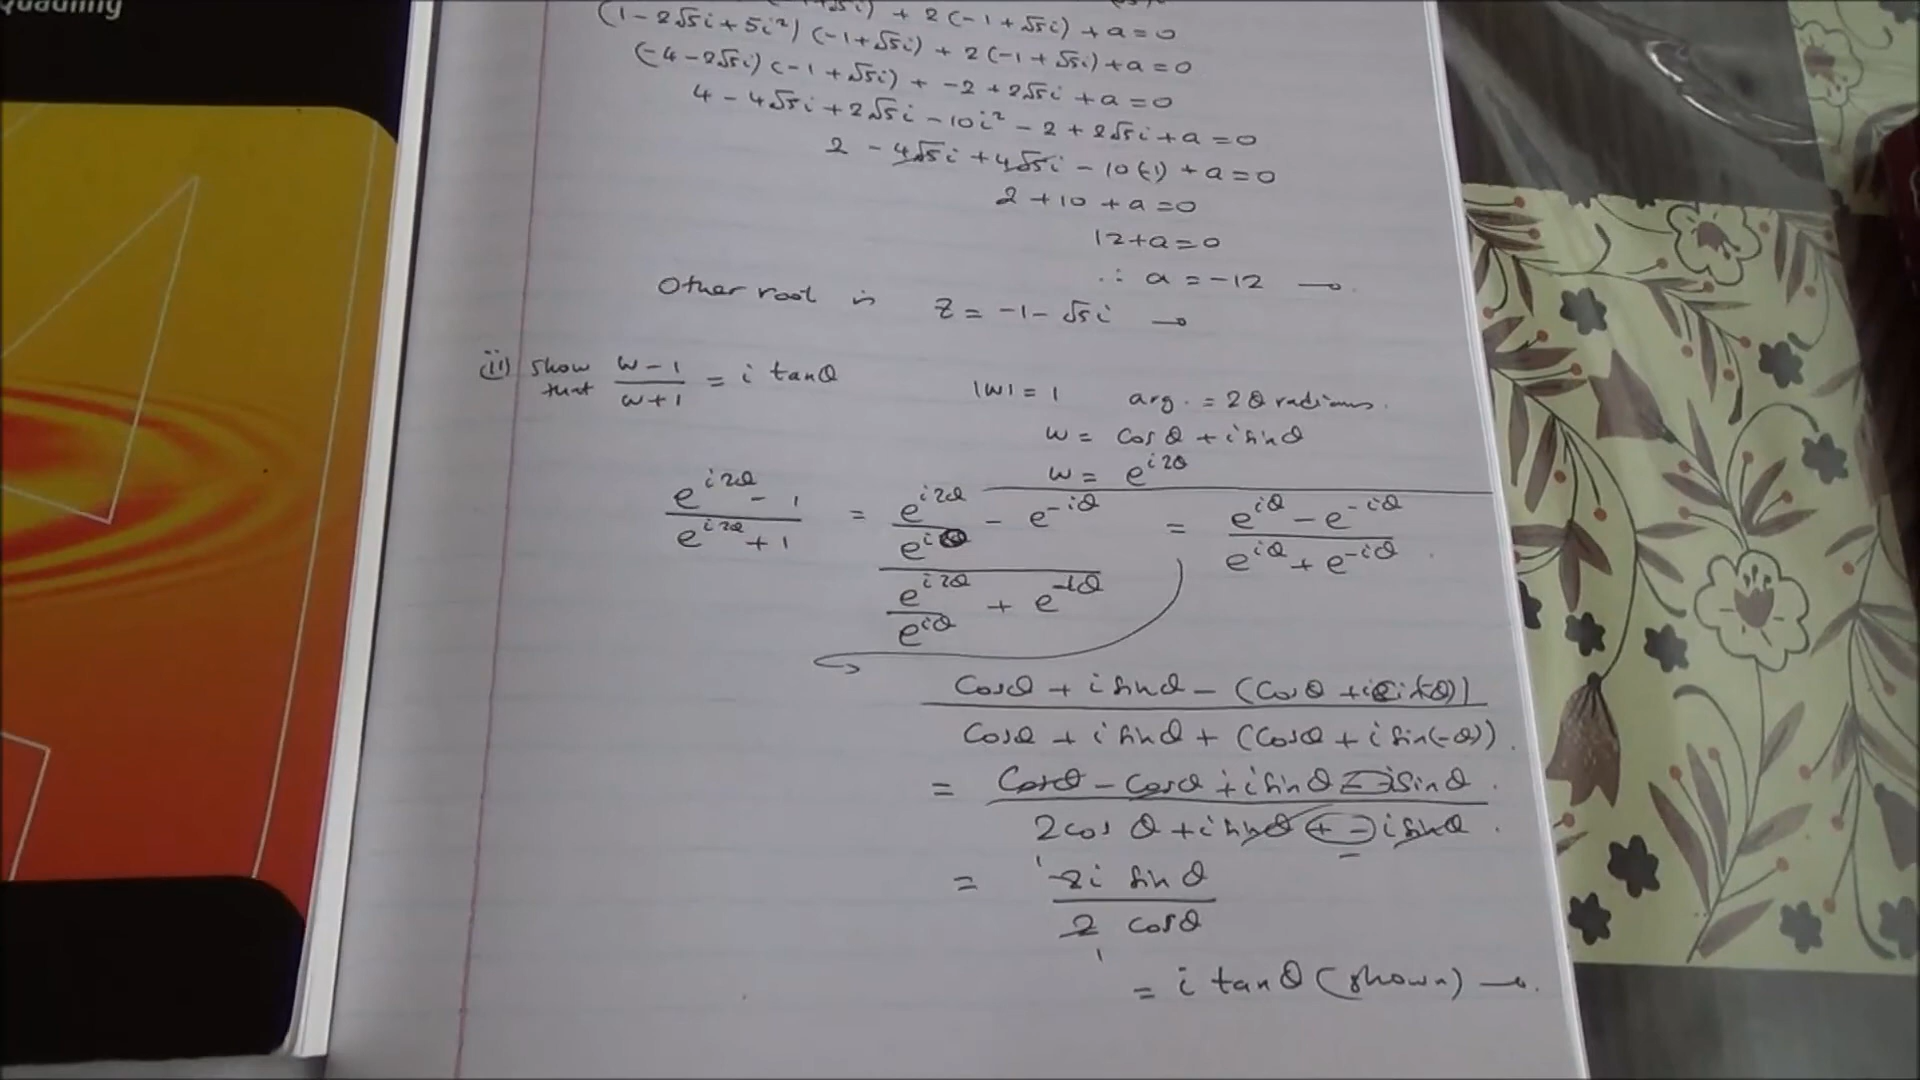 Quading
+ 2(-1+√5i) + a = 0
(1-2√5i+5i²)(-1+√5i) + 2(-1+√5i) + a = 0
(-4-2√5i)(-1+√5i) + -2+2√5i + a = 0
4 - 4√5i + 2√5i - 10i² - 2 + 2√5i + a = 0
2 - 4√5i + 4√5i - 10(-1) + a = 0
2 + 10 + a = 0
12 + a = 0
∴ a = -12
Other root is z = -1 - √5i
(ii) Show that (w-1)/(w+1) = i tanθ
|w| = 1 arg. = 2θ radians.
w = cosθ + i sinθ
w = e^(i2θ)
(e^(i2θ) - 1)/(e^(i2θ) + 1) = (e^(i2θ)/e^(iθ) - e^(-iθ))/(e^(i2θ)/e^(iθ) + e^(-iθ)) = (e^(iθ) - e^(-iθ))/(e^(iθ) + e^(-iθ))
cosθ + i sinθ - (cosθ +
cosθ + i sinθ + (cosθ + i sin(-θ))
= (cosθ - cosθ + i sinθ - -i sinθ)/(2cosθ + i sinθ + - i sinθ)
= (2i sinθ)/(2 cosθ)
= i tanθ (shown)